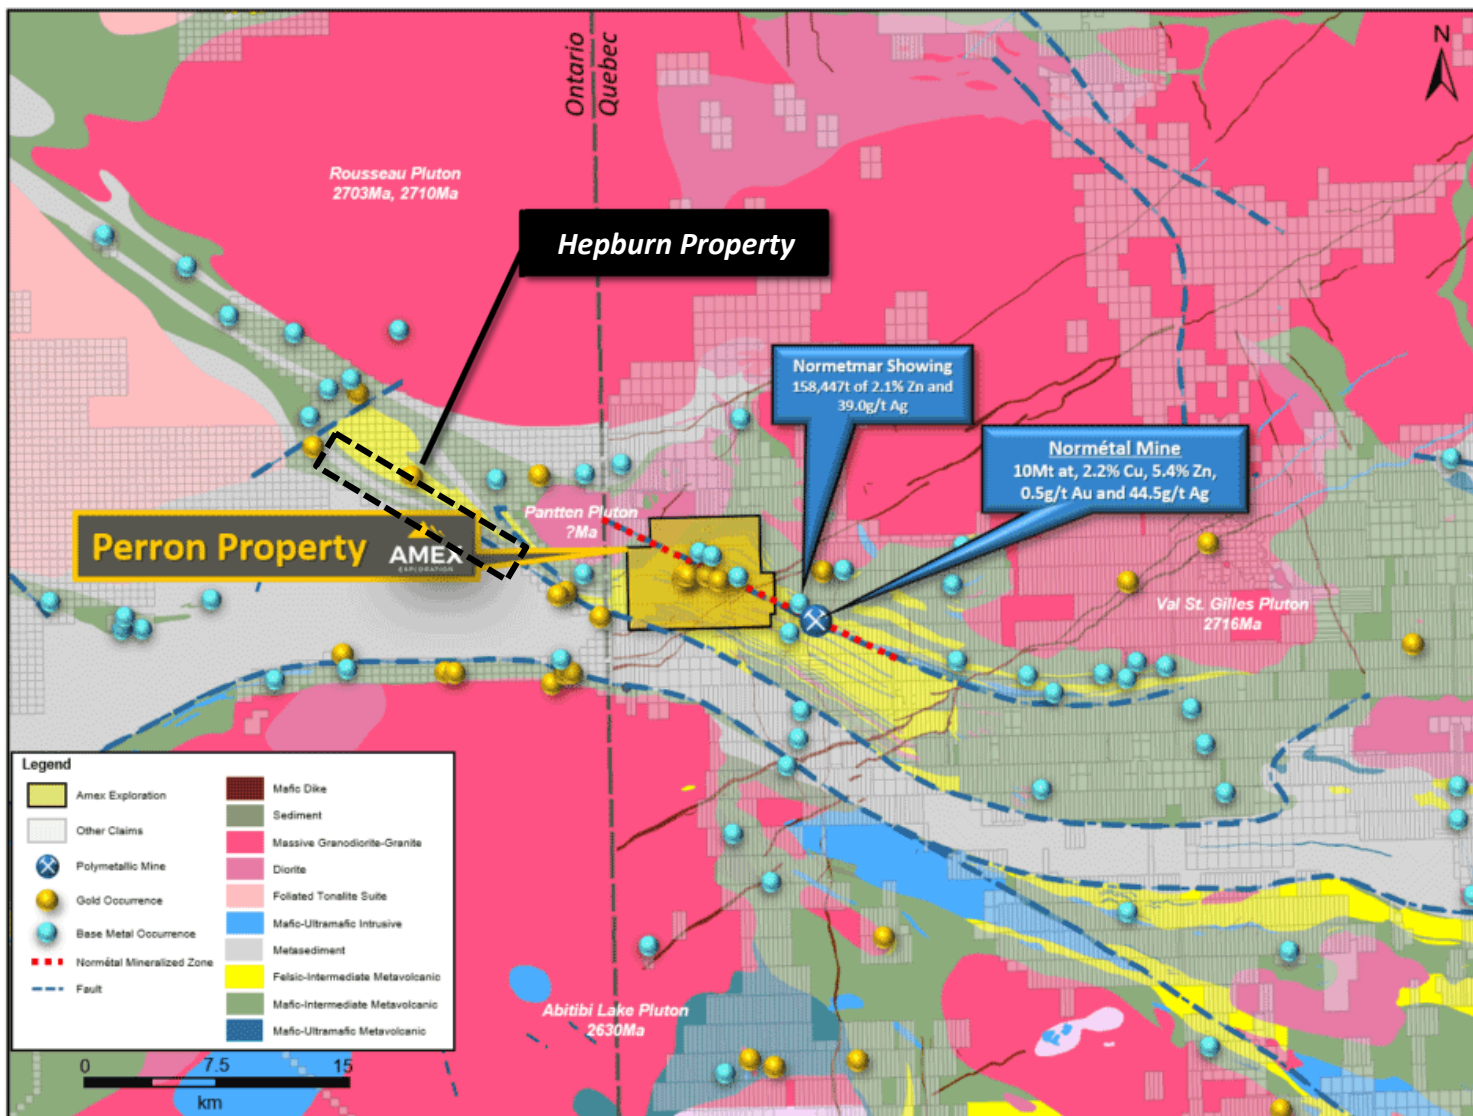 Ontario
Quebec
N
Rousseau Pluton
2703Ma, 2710Ma
Hepburn Property
Normetmar Showing
158,447t of 2.1% Zn and
39.0g/t Ag
Normétal Mine
10Mt at, 2.2% Cu, 5.4% Zn,
0.5g/t Au and 44.5g/t Ag
Pantten Pluton
?Ma
Perron Property
AMEX
EXPLORATION
Val St. Gilles Pluton
2716Ma
Legend
Amex Exploration
Other Claims
Polymetallic Mine
Gold Occurrence
Base Metal Occurrence
Normétal Mineralized Zone
Fault
Mafic Dike
Sediment
Massive Granodiorite-Granite
Diorite
Foliated Tonalite Suite
Mafic-Ultramafic Intrusive
Metasediment
Felsic-Intermediate Metavolcanic
Mafic-Intermediate Metavolcanic
Mafic-Ultramafic Metavolcanic
Abitibi Lake Pluton
2630Ma
0 7.5 15
km